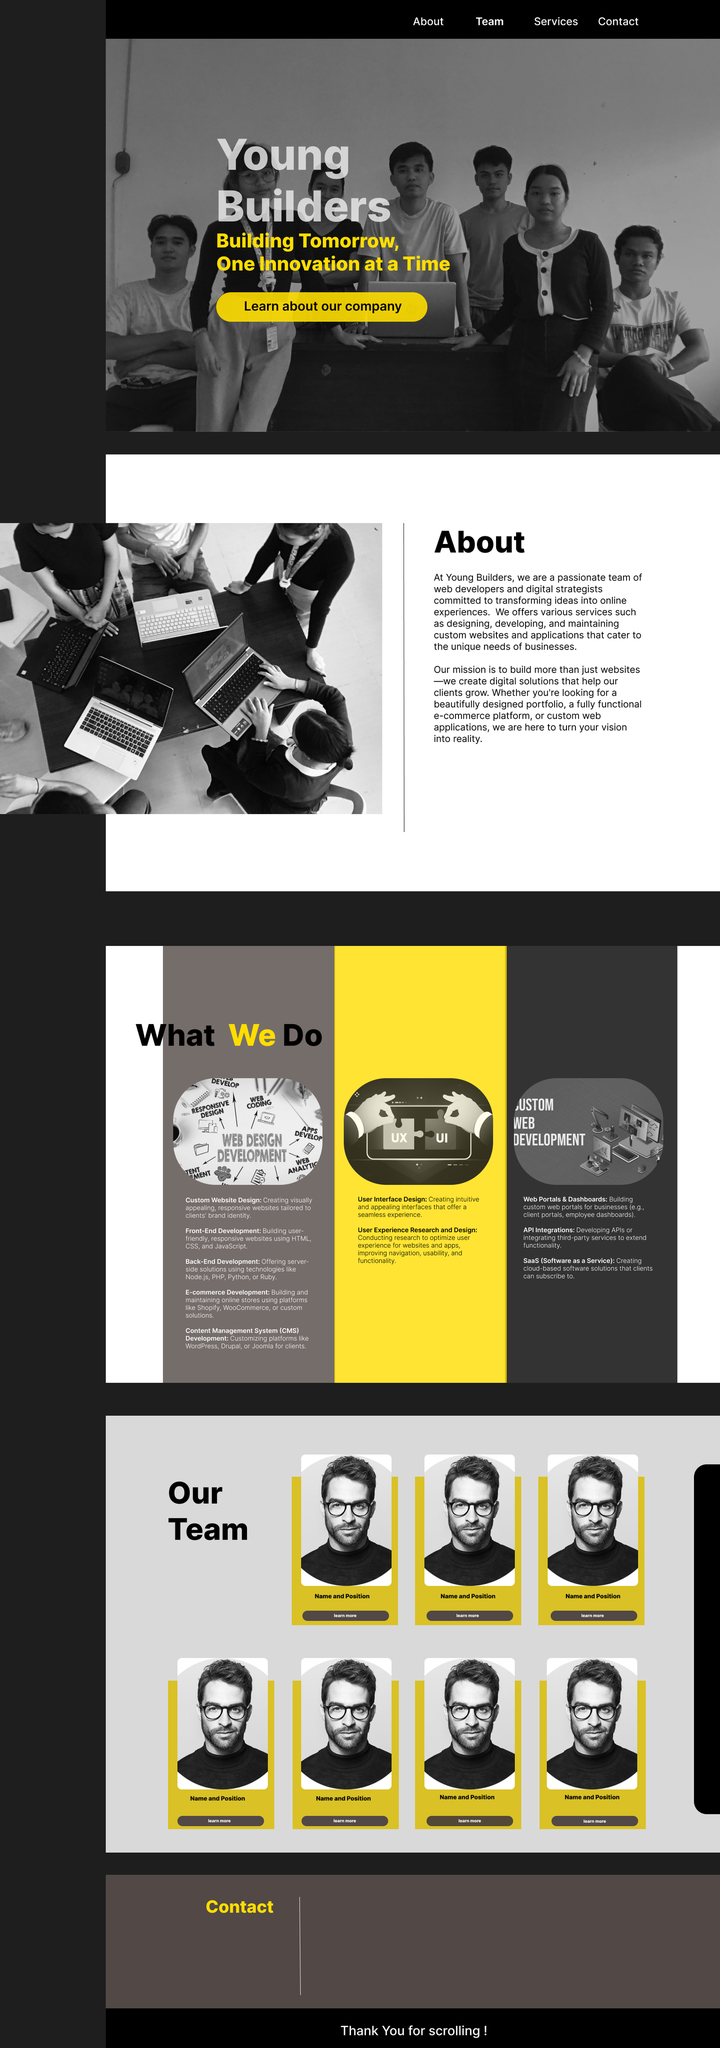 About Team Services Contact
Young
Builders
Building Tomorrow,
One Innovation at a Time
Learn about our company
About
At Young Builders, we are a passionate team of
web developers and digital strategists
committed to transforming ideas into online
experiences.  We offers various services such
as designing, developing, and maintaining
custom websites and applications that cater to
the unique needs of businesses.
Our mission is to build more than just websites
—we create digital solutions that help our
clients grow. Whether you're looking for a
beautifully designed portfolio, a fully functional
e-commerce platform, or custom web
applications, we are here to turn your vision
into reality.
What We Do
DEVELOP
RESPONSIVE
DESIGN
WEB
CODING
APPS
DEVELOP
WEB DESIGN
DEVELOPMENT
WEB
ANALYTIC
TENT
MENT
Custom Website Design: Creating visually
appealing, responsive websites tailored to
clients' brand identity.
Front-End Development: Building user-
friendly, responsive websites using HTML,
CSS, and JavaScript.
Back-End Development: Offering server-
side solutions using technologies like
Node.js, PHP, Python, or Ruby.
E-commerce Development: Building and
maintaining online stores using platforms
like Shopify, WooCommerce, or custom
solutions.
Content Management System (CMS)
Development: Customizing platforms like
WordPress, Drupal, or Joomla for clients.
UX UI
User Interface Design: Creating intuitive
and appealing interfaces that offer a
seamless experience.
User Experience Research and Design:
Conducting research to optimize user
experience for websites and apps,
improving navigation, usability, and
functionality.
CUSTOM
WEB
DEVELOPMENT
Web Portals & Dashboards: Building
custom web portals for businesses (e.g.,
client portals, employee dashboards).
API Integrations: Developing APIs or
integrating third-party services to extend
functionality.
SaaS (Software as a Service): Creating
cloud-based software solutions that clients
can subscribe to.
Our
Team
Name and Position
learn more
Name and Position
learn more
Name and Position
learn more
Name and Position
learn more
Name and Position
learn more
Name and Position
learn more
Name and Position
learn more
Contact
Thank You for scrolling !